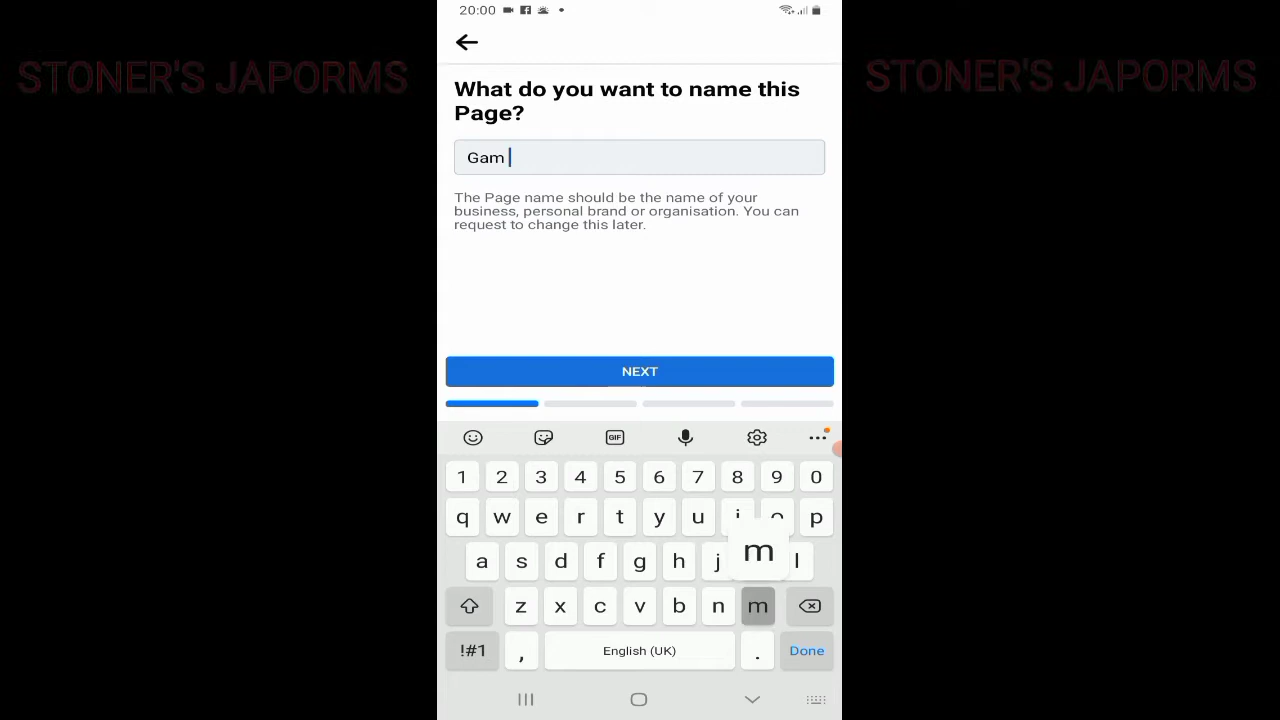 20:00
STONER'S JAPORMS
STONER'S JAPORMS
What do you want to name this
Page?
Gam
The Page name should be the name of your
business, personal brand or organisation. You can
request to change this later.
NEXT
GIF
1 2 3 4 5 6 7 8 9 0
q w e r t y u i o p
a s d f g h j l
m
z x c v b n m
!#1 , English (UK) . Done